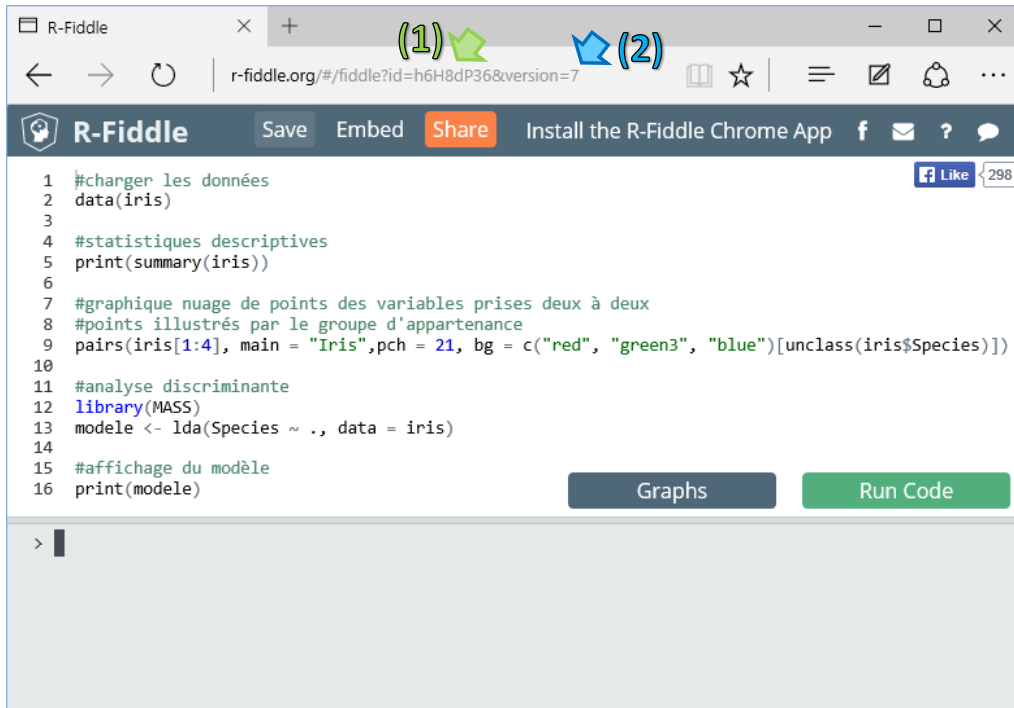 R-Fiddle
(1)
(2)
r-fiddle.org/#/fiddle?id=h6H8dP36&version=7
R-Fiddle Save Embed Share Install the R-Fiddle Chrome App f ?
Like 298
1 #charger les données
2 data(iris)
3
4 #statistiques descriptives
5 print(summary(iris))
6
7 #graphique nuage de points des variables prises deux à deux
8 #points illustrés par le groupe d'appartenance
9 pairs(iris[1:4], main = "Iris",pch = 21, bg = c("red", "green3", "blue")[unclass(iris$Species)])
10
11 #analyse discriminante
12 library(MASS)
13 modele <- lda(Species ~ ., data = iris)
14
15 #affichage du modèle
16 print(modele)
Graphs Run Code
>